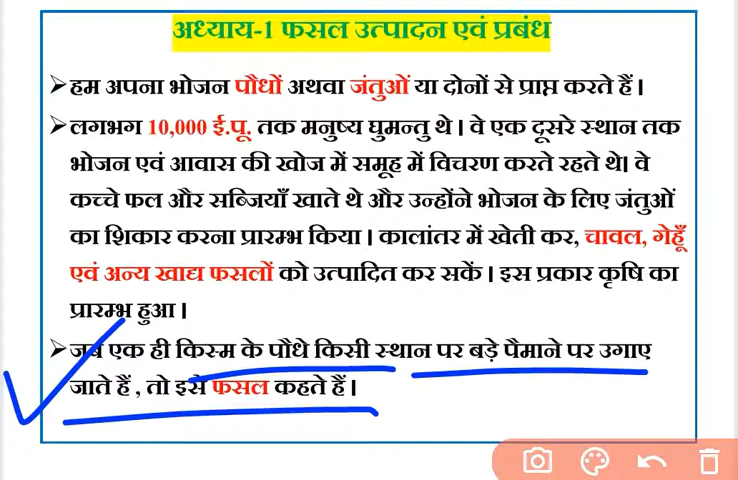 अध्याय-1 फसल उत्पादन एवं प्रबंध
➢हम अपना भोजन पौधों अथवा जंतुओं या दोनों से प्राप्त करते हैं।
➢लगभग 10,000 ई.पू. तक मनुष्य घुमन्तु थे। वे एक दूसरे स्थान तक
भोजन एवं आवास की खोज में समूह में विचरण करते रहते थे। वे
कच्चे फल और सब्जियाँ खाते थे और उन्होंने भोजन के लिए जंतुओं
का शिकार करना प्रारम्भ किया। कालांतर में खेती कर, चावल, गेहूँ
एवं अन्य खाद्य फसलों को उत्पादित कर सकें। इस प्रकार कृषि का
प्रारम्भ हुआ।
➢जब एक ही किस्म के पौधे किसी स्थान पर बड़े पैमाने पर उगाए
जाते हैं, तो इसे फसल कहते हैं।